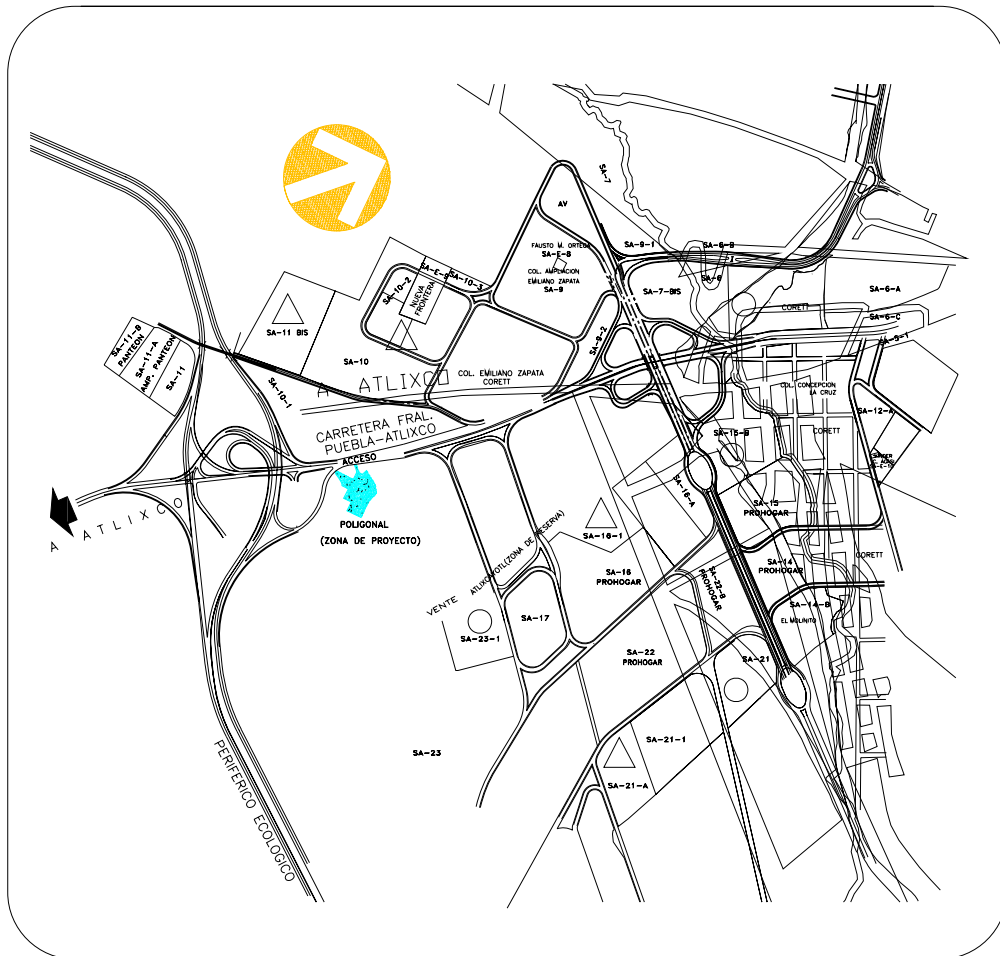 SA-7
AV
FAUSTO M. ORTEGA
SA-E-8
COL. AMPLIACION
EMILIANO ZAPATA
SA-9
SA-9-1
SA-6-B
SA-6
SA-7-BIS
SA-6-A
CORETT
SA-6-C
SA-E-9
SA-10-3
SA-10-2
NUEVA
FRONTERA
SA-11 BIS
SA-10
SA-9-2
SA-11-B
PANTEON
SA-11-A
AMP. PANTEON
SA-11
SA-10-1
A ATLIXCO
COL. EMILIANO ZAPATA
CORETT
COL. CONCEPCION
LA CRUZ
SA-12-A
CORETT
CARRETERA FRAL.
PUEBLA-ATLIXCO
ACCESO
SA-15-B
SA-16-A
SA-15
PROHOGAR
A ATLIXCO
POLIGONAL
(ZONA DE PROYECTO)
SA-16-1
CORETT
SA-16
PROHOGAR
SA-14
PROHOGAR
SA-22-B
PROHOGAR
SA-14-B
EL MOLINITO
VENTE ATLIXCAYOTL(ZONA DE RESERVA)
SA-17
SA-23-1
SA-22
PROHOGAR
SA-21
SA-21-1
SA-23
SA-21-A
PERIFERICO ECOLOGICO